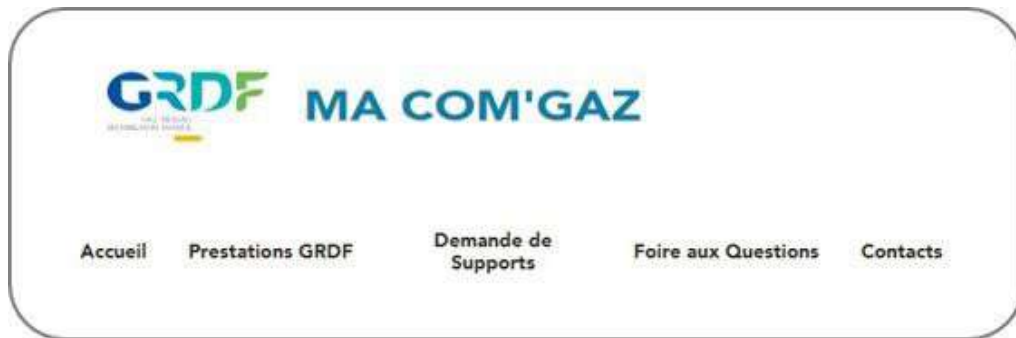 GRDF
MA COM'GAZ
Accueil
Prestations GRDF
Demande de
Supports
Foire aux Questions
Contacts